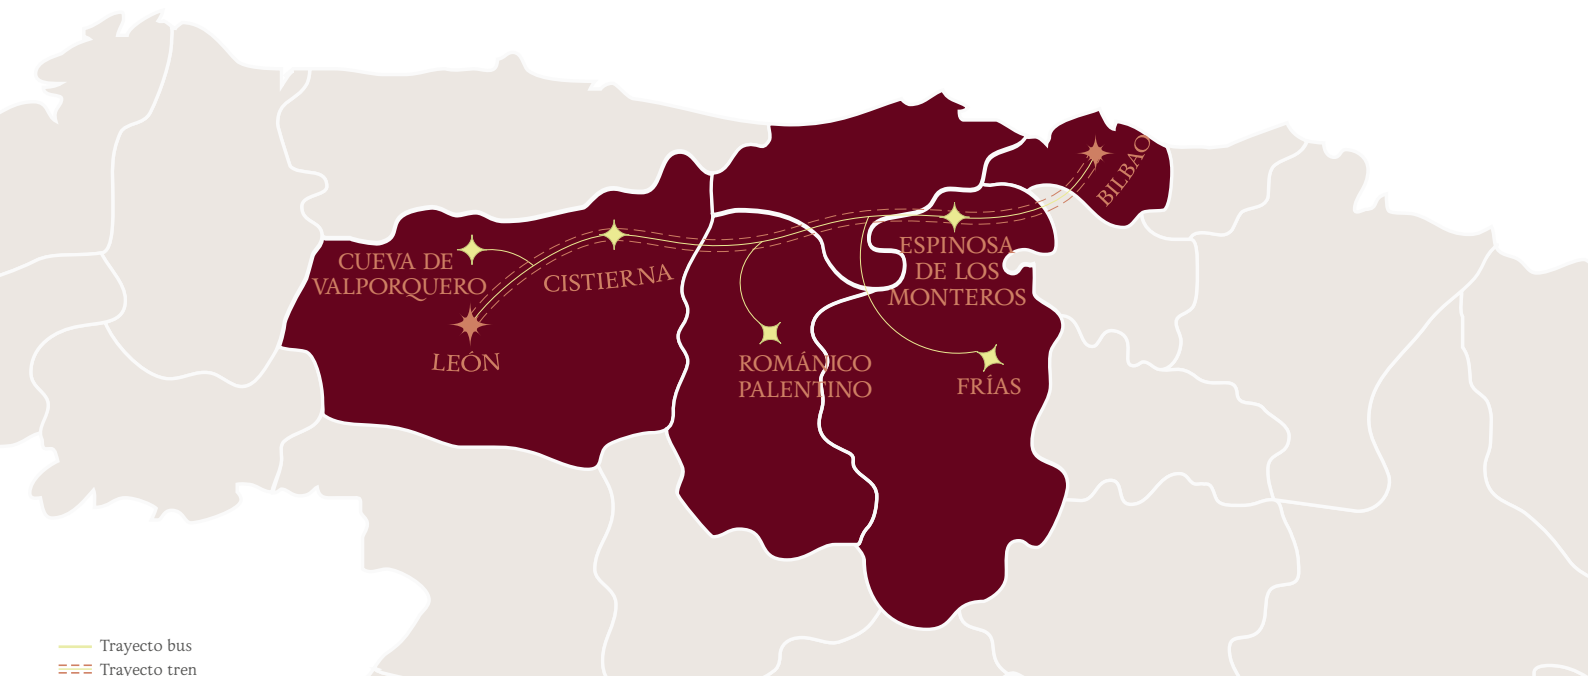 BILBAO
CUEVA DE
VALPORQUERO
CISTIERNA
ESPINOSA
DE LOS
MONTEROS
LEÓN
ROMÁNICO
PALENTINO
FRÍAS
Trayecto bus
Trayecto tren